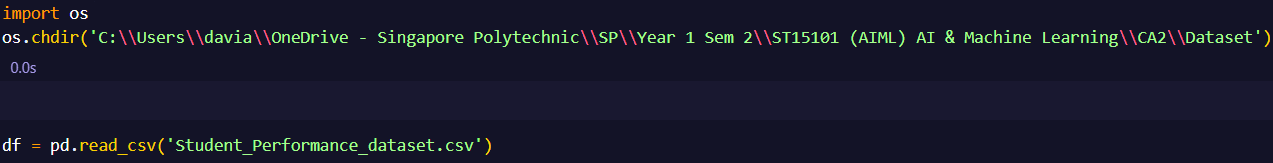 import os
os.chdir('C:\\Users\\davia\\OneDrive - Singapore Polytechnic\\SP\\Year 1 Sem 2\\ST15101 (AIML) AI & Machine Learning\\CA2\\Dataset')
0.0s
df = pd.read_csv('Student_Performance_dataset.csv')